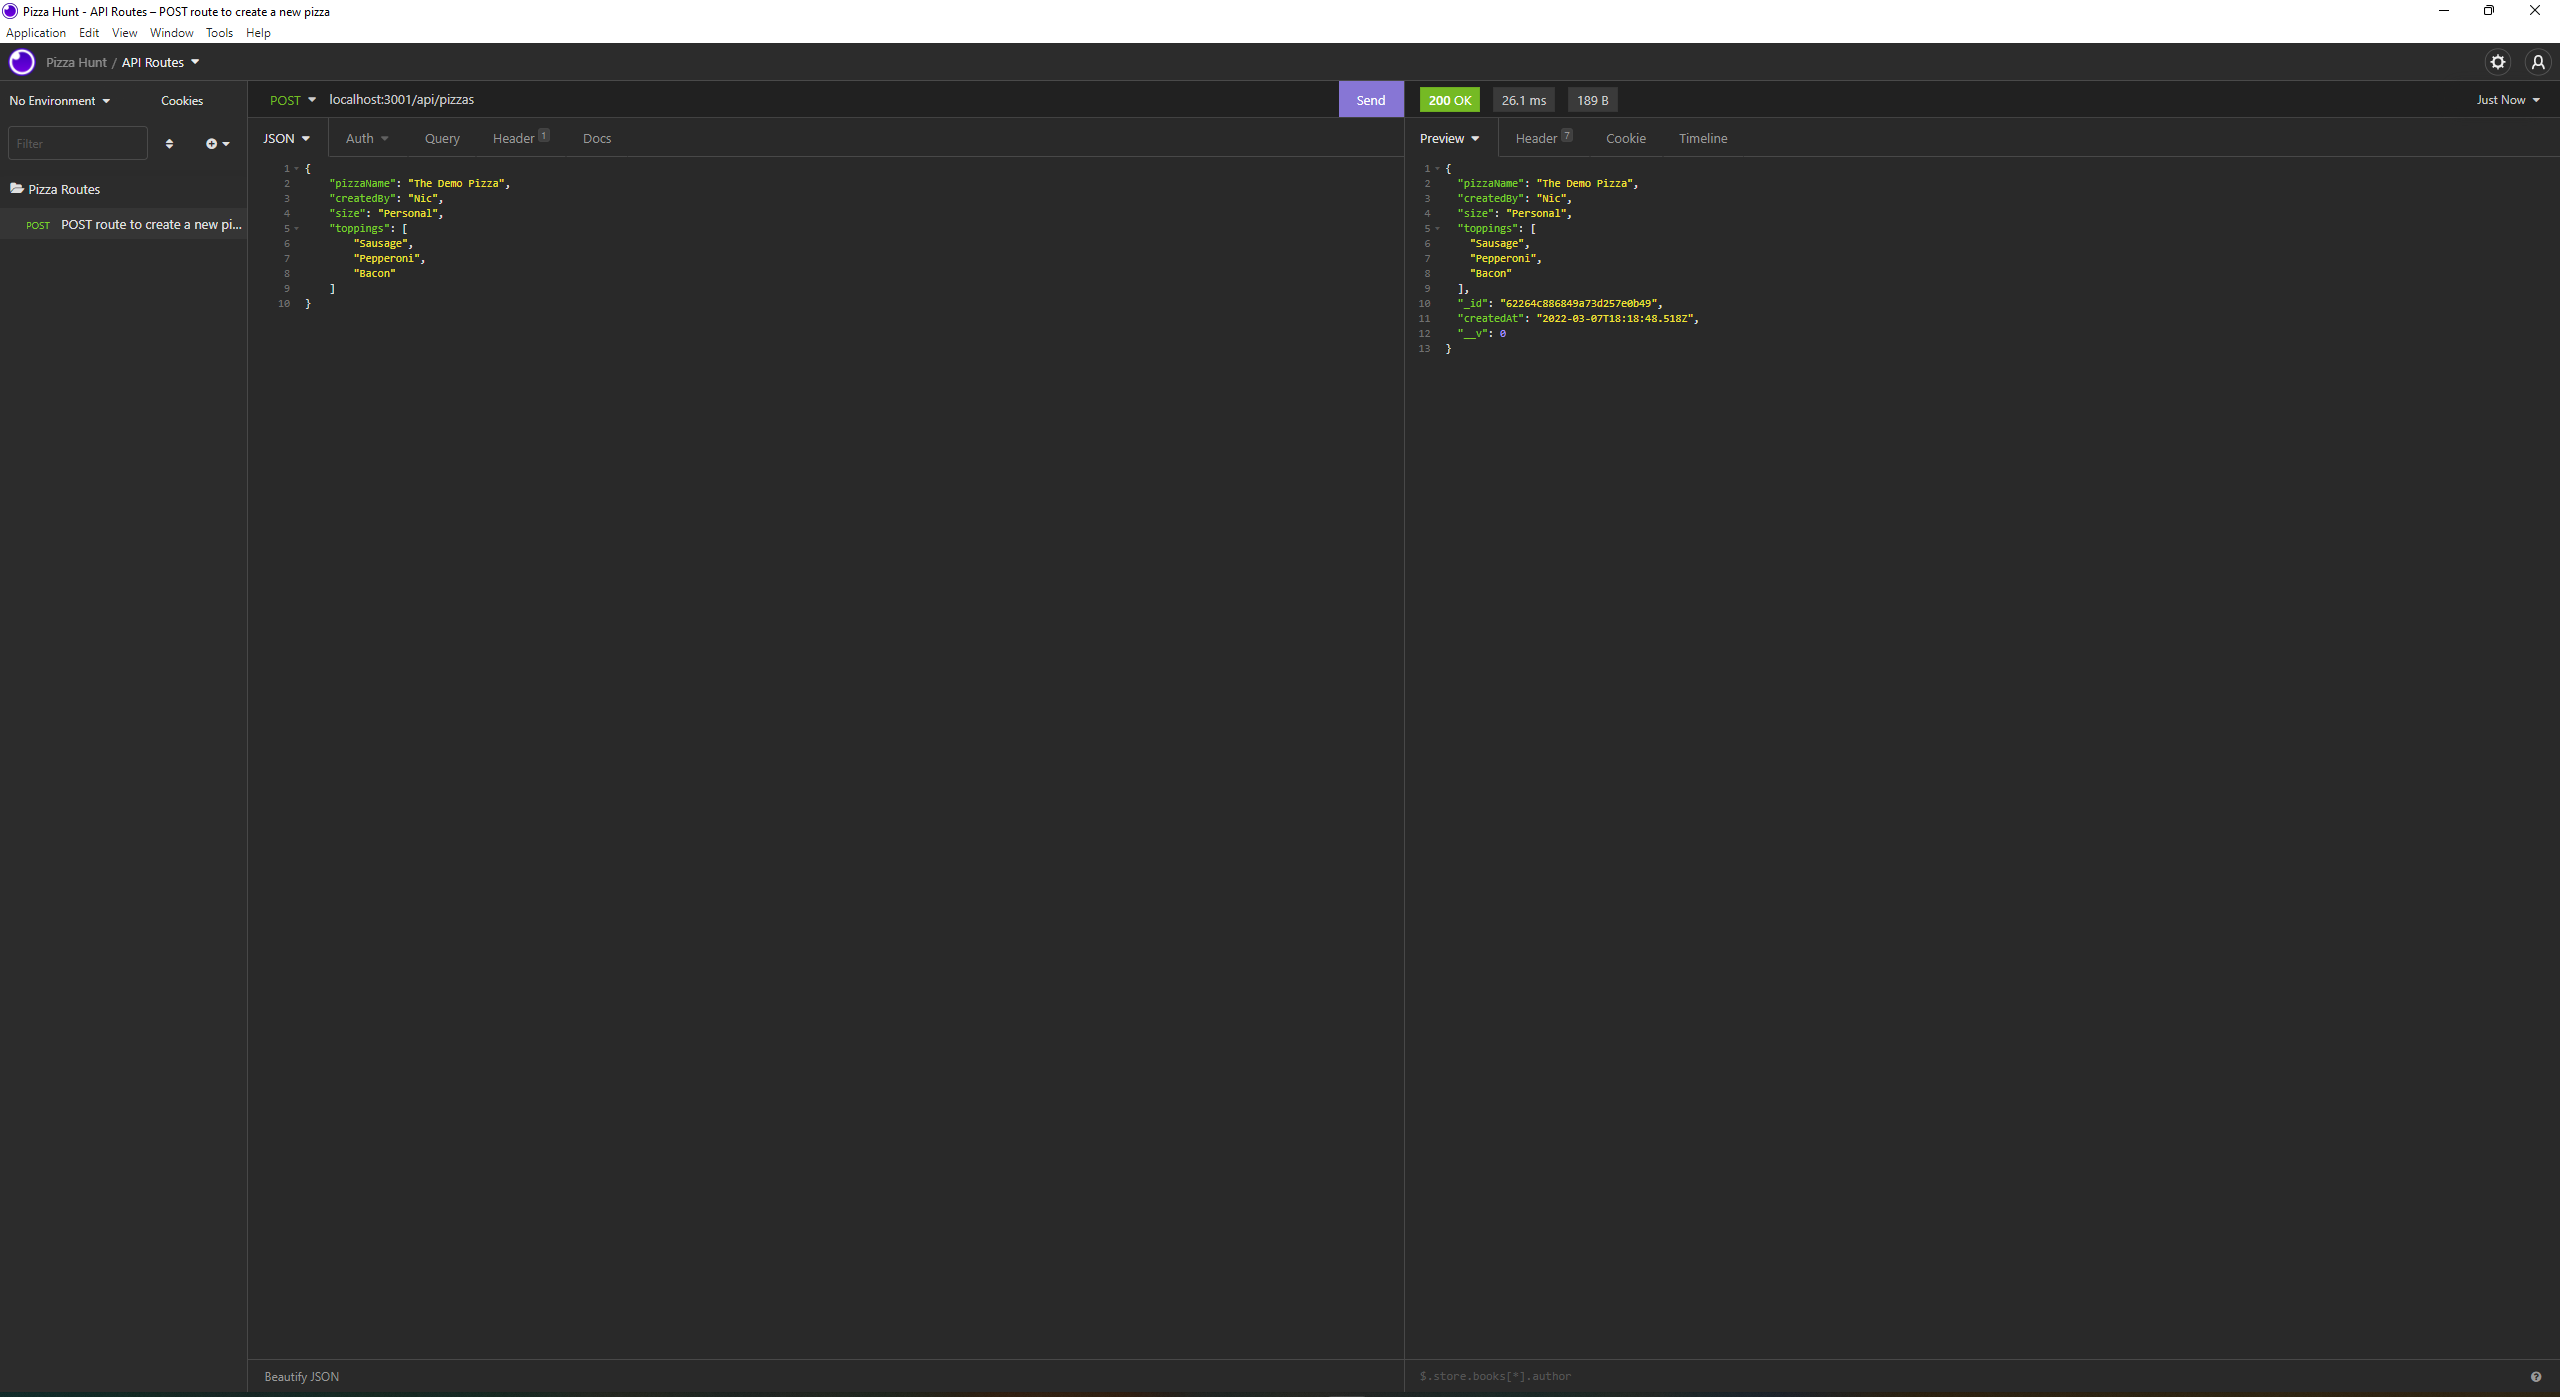 Pizza Hunt - API Routes – POST route to create a new pizza
Application Edit View Window Tools Help
Pizza Hunt / API Routes
No Environment Cookies
POST localhost:3001/api/pizzas Send
200 OK 26.1 ms 189 B Just Now
Filter
JSON Auth Query Header 1 Docs
Preview Header 7 Cookie Timeline
Pizza Routes
POST POST route to create a new pi...
1 {
2 "pizzaName": "The Demo Pizza",
3 "createdBy": "Nic",
4 "size": "Personal",
5 "toppings": [
6 "Sausage",
7 "Pepperoni",
8 "Bacon"
9 ]
10 }
1 {
2 "pizzaName": "The Demo Pizza",
3 "createdBy": "Nic",
4 "size": "Personal",
5 "toppings": [
6 "Sausage",
7 "Pepperoni",
8 "Bacon"
9 ],
10 "_id": "62264c886849a73d257e0b49",
11 "createdAt": "2022-03-07T18:18:48.518Z",
12 "__v": 0
13 }
Beautify JSON
$.store.books[*].author